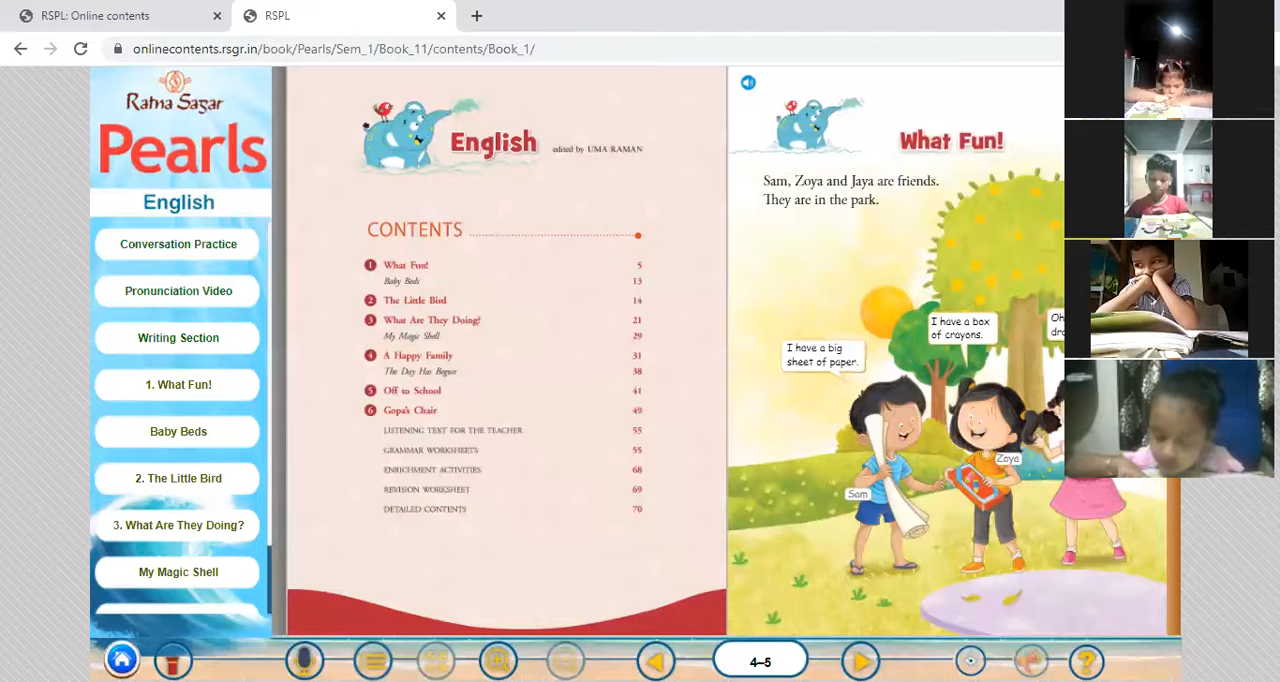 RSPL: Online contents
RSPL
onlinecontents.rsgr.in/book/Pearls/Sem_1/Book_11/contents/Book_1/
Ratna Sagar
Pearls
English
Conversation Practice
Pronunciation Video
Writing Section
1. What Fun!
Baby Beds
2. The Little Bird
3. What Are They Doing?
My Magic Shell
English edited by UMA RAMAN
CONTENTS
1 What Fun! 5
Baby Beds 13
2 The Little Bird 14
3 What Are They Doing? 21
My Magic Shell 29
4 A Happy Family 31
The Day Has Begun 38
5 Off to School 41
6 Gopa's Chair 49
LISTENING TEXT FOR THE TEACHER 55
GRAMMAR WORKSHEETS 55
ENRICHMENT ACTIVITIES 68
REVISION WORKSHEET 69
DETAILED CONTENTS 70
What Fun!
Sam, Zoya and Jaya are friends.
They are in the park.
I have a big
sheet of paper.
I have a box
of crayons.
Oh
Sam
Zoya
4–5
?